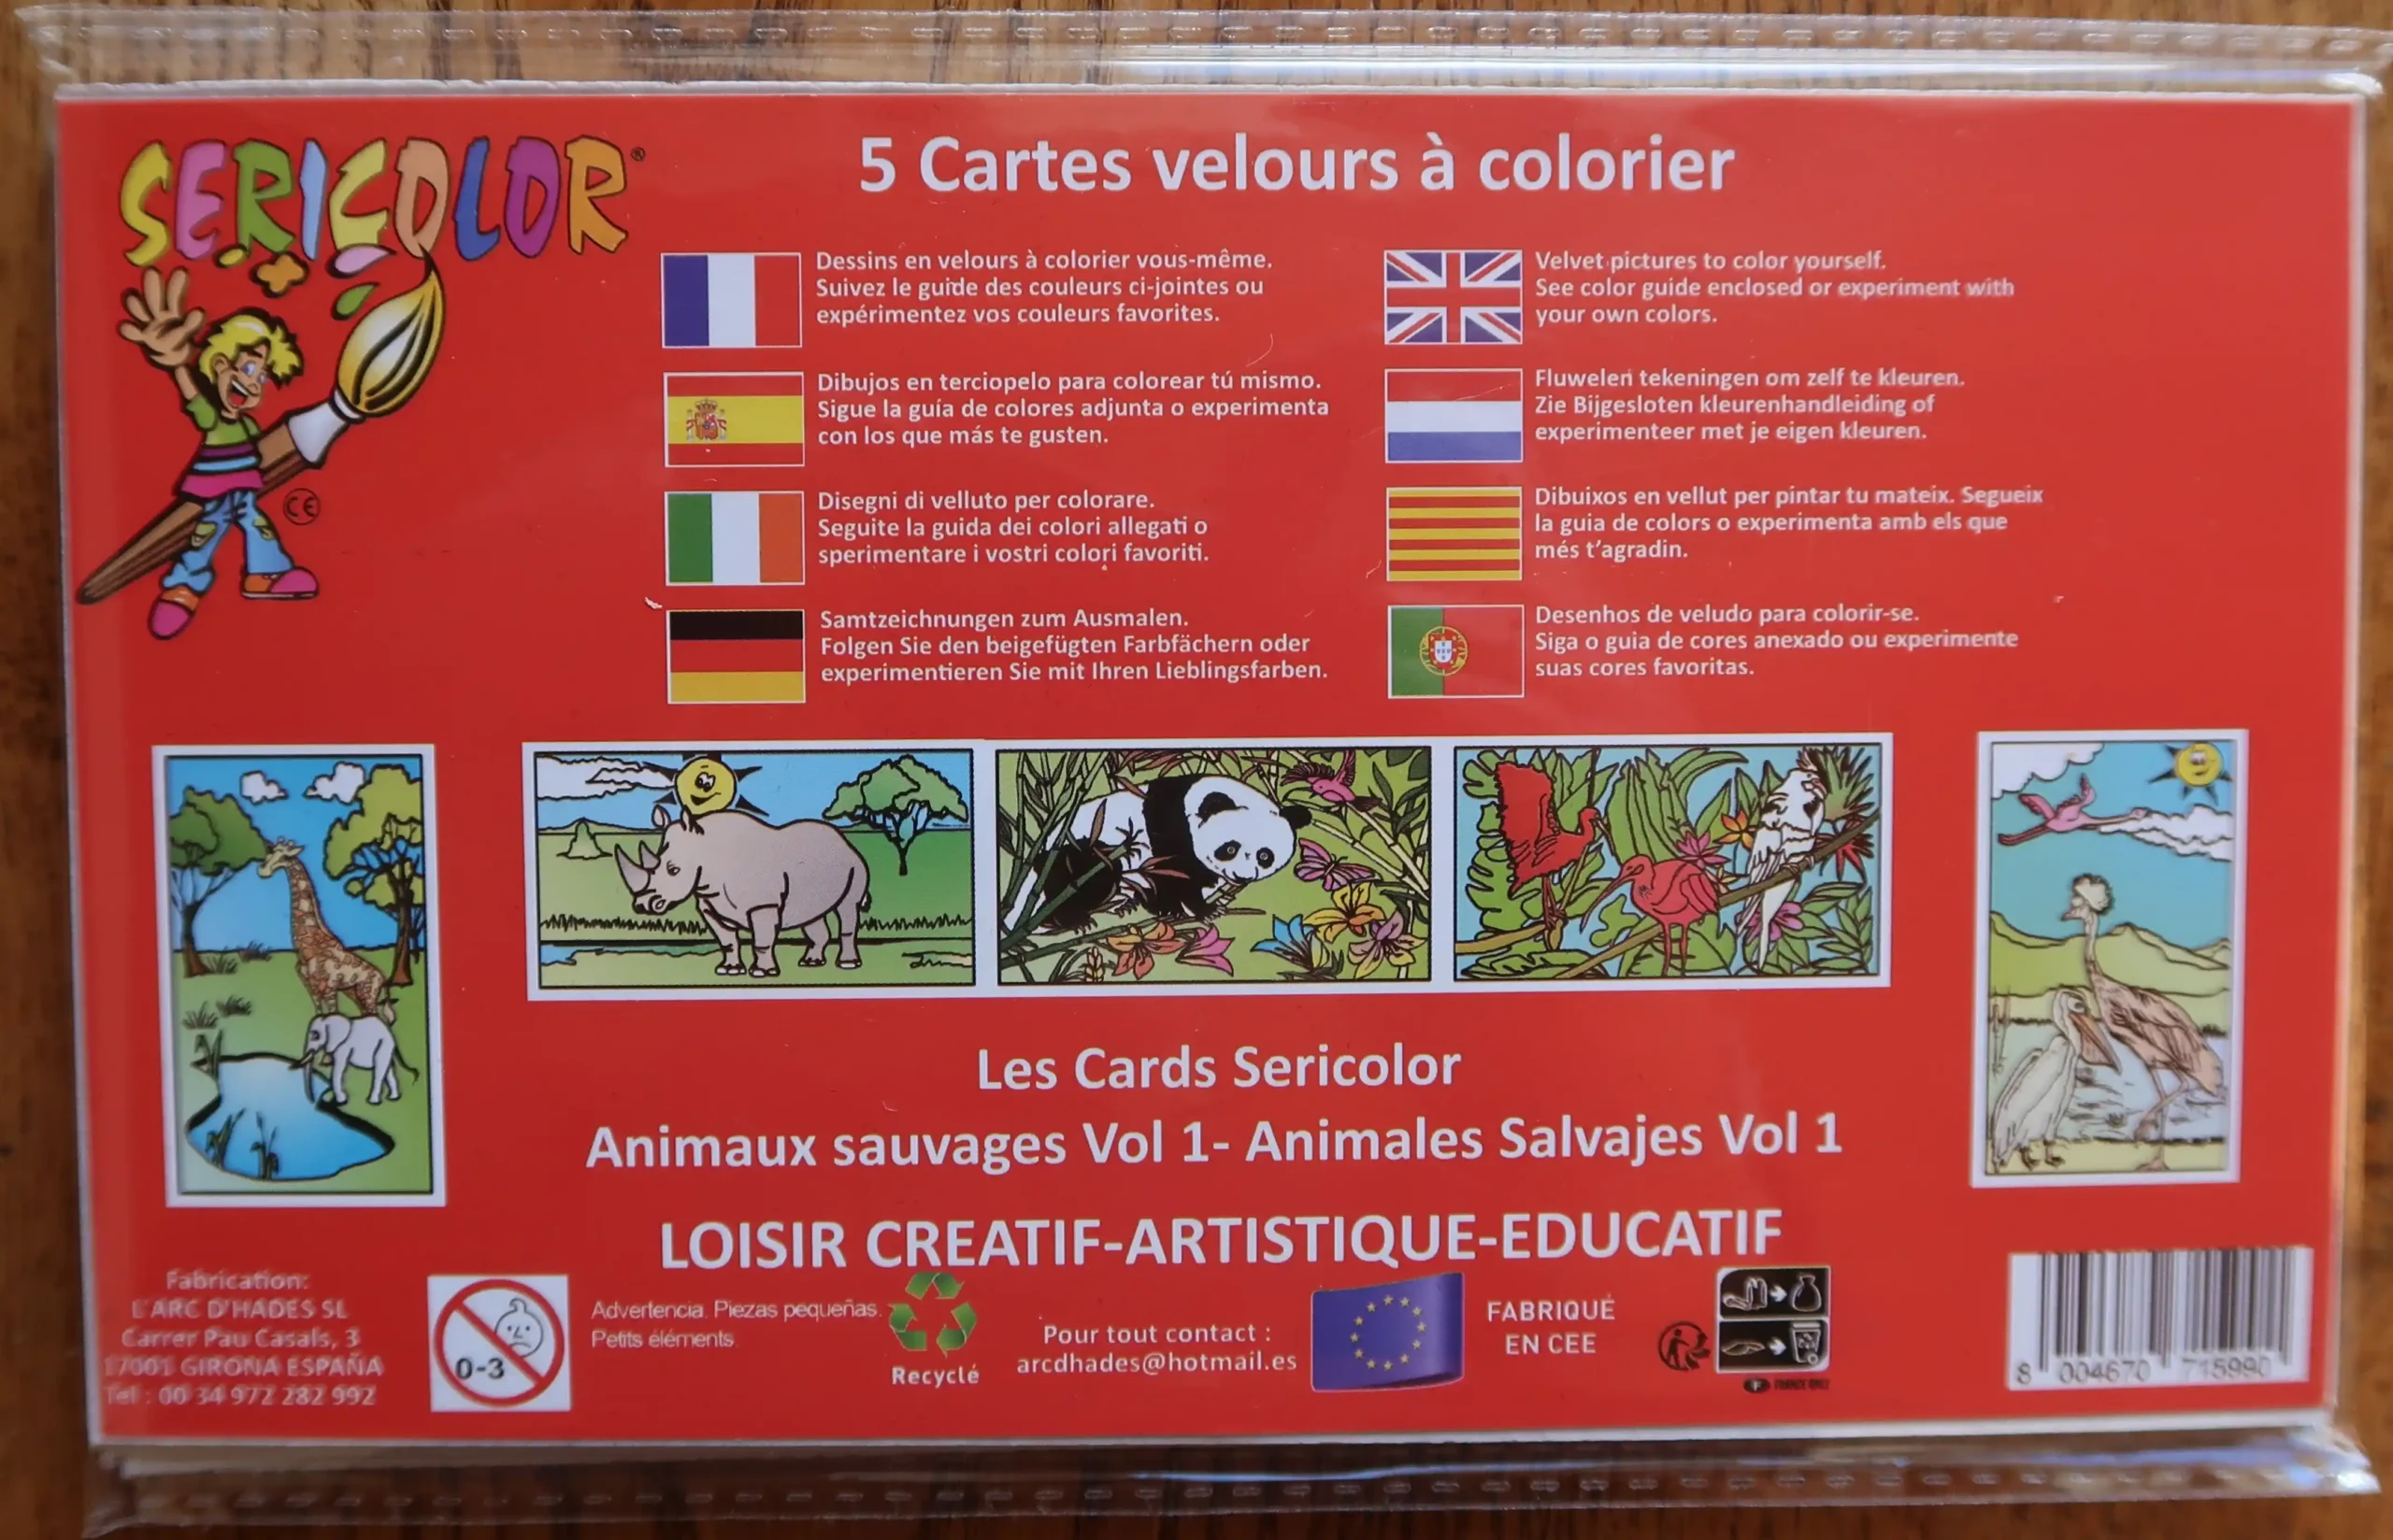 SERICOLOR®
5 Cartes velours à colorier
Dessins en velours à colorier vous-même.
Suivez le guide des couleurs ci-jointes ou
expérimentez vos couleurs favorites.
Velvet pictures to color yourself.
See color guide enclosed or experiment with
your own colors.
Dibujos en terciopelo para colorear tú mismo.
Sigue la guía de colores adjunta o experimenta
con los que más te gusten.
Fluwelen tekeningen om zelf te kleuren.
Zie Bijgesloten kleurenhandleiding of
experimenteer met je eigen kleuren.
Disegni di velluto per colorare.
Seguite la guida dei colori allegati o
sperimentare i vostri colori favoriti.
Dibuixos en vellut per pintar tu mateix. Segueix
la guia de colors o experimenta amb els que
més t'agradin.
Samtzeichnungen zum Ausmalen.
Folgen Sie den beigefügten Farbfächern oder
experimentieren Sie mit Ihren Lieblingsfarben.
Desenhos de veludo para colorir-se.
Siga o guia de cores anexado ou experimente
suas cores favoritas.
CE
Les Cards Sericolor
Animaux sauvages Vol 1- Animales Salvajes Vol 1
LOISIR CREATIF-ARTISTIQUE-EDUCATIF
Fabrication:
L'ARC D'HADES SL
Carrer Pau Casals, 3
17001 GIRONA ESPAÑA
Tel : 00 34 972 282 992
0-3
Advertencia. Piezas pequeñas.
Petits éléments
Recyclé
Pour tout contact :
arcdhades@hotmail.es
FABRIQUÉ
EN CEE
8 004670 715990